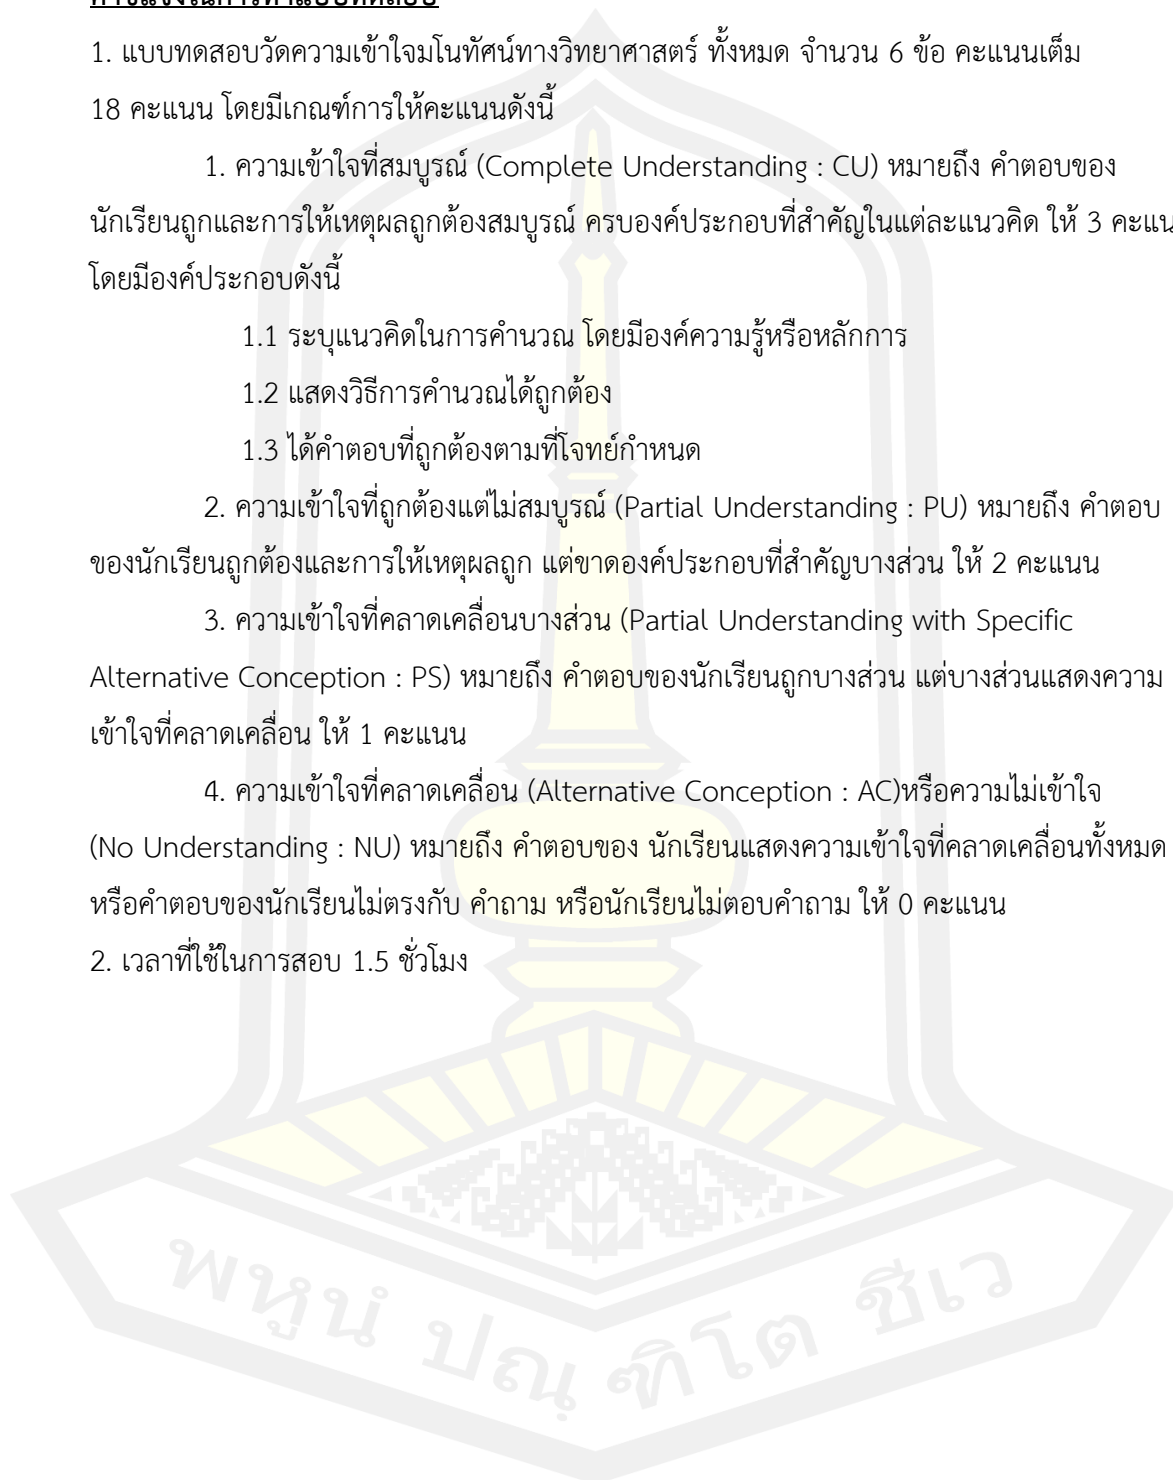 คำชี้แจงในการทำแบบทดสอบ
1. แบบทดสอบวัดความเข้าใจมโนทัศน์ทางวิทยาศาสตร์ ทั้งหมด จำนวน 6 ข้อ คะแนนเต็ม
18 คะแนน โดยมีเกณฑ์การให้คะแนนดังนี้
1. ความเข้าใจที่สมบูรณ์ (Complete Understanding : CU) หมายถึง คำตอบของ
นักเรียนถูกและการให้เหตุผลถูกต้องสมบูรณ์ ครบองค์ประกอบที่สำคัญในแต่ละแนวคิด ให้ 3 คะแน
โดยมีองค์ประกอบดังนี้
1.1 ระบุแนวคิดในการคำนวณ โดยมีองค์ความรู้หรือหลักการ
1.2 แสดงวิธีการคำนวณได้ถูกต้อง
1.3 ได้คำตอบที่ถูกต้องตามที่โจทย์กำหนด
2. ความเข้าใจที่ถูกต้องแต่ไม่สมบูรณ์ (Partial Understanding : PU) หมายถึง คำตอบ
ของนักเรียนถูกต้องและการให้เหตุผลถูก แต่ขาดองค์ประกอบที่สำคัญบางส่วน ให้ 2 คะแนน
3. ความเข้าใจที่คลาดเคลื่อนบางส่วน (Partial Understanding with Specific
Alternative Conception : PS) หมายถึง คำตอบของนักเรียนถูกบางส่วน แต่บางส่วนแสดงความ
เข้าใจที่คลาดเคลื่อน ให้ 1 คะแนน
4. ความเข้าใจที่คลาดเคลื่อน (Alternative Conception : AC)หรือความไม่เข้าใจ
(No Understanding : NU) หมายถึง คำตอบของ นักเรียนแสดงความเข้าใจที่คลาดเคลื่อนทั้งหมด
หรือคำตอบของนักเรียนไม่ตรงกับ คำถาม หรือนักเรียนไม่ตอบคำถาม ให้ 0 คะแนน
2. เวลาที่ใช้ในการสอบ 1.5 ชั่วโมง
พหูนํ ปณฺฑิโต ชีเว